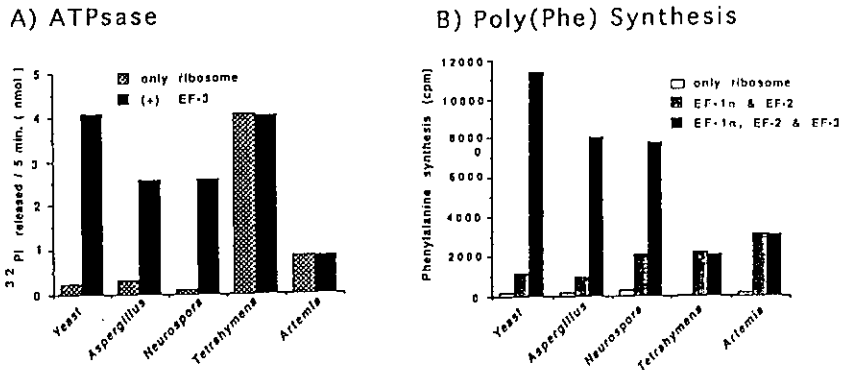 A) ATPsase
5
4
3
2
1
0
32 Pi released / 5 min. ( nmol )
only ribosome
(+) EF-3
Yeast
Aspergillus
Neurospora
Tetrahymena
Artemia
B) Poly(Phe) Synthesis
12000
10000
8000
0
6000
4000
2000
0
Phenylalanine synthesis (cpm)
only ribosome
EF-1α & EF-2
EF-1α, EF-2 & EF-3
Yeast
Aspergillus
Neurospora
Tetrahymena
Artemia